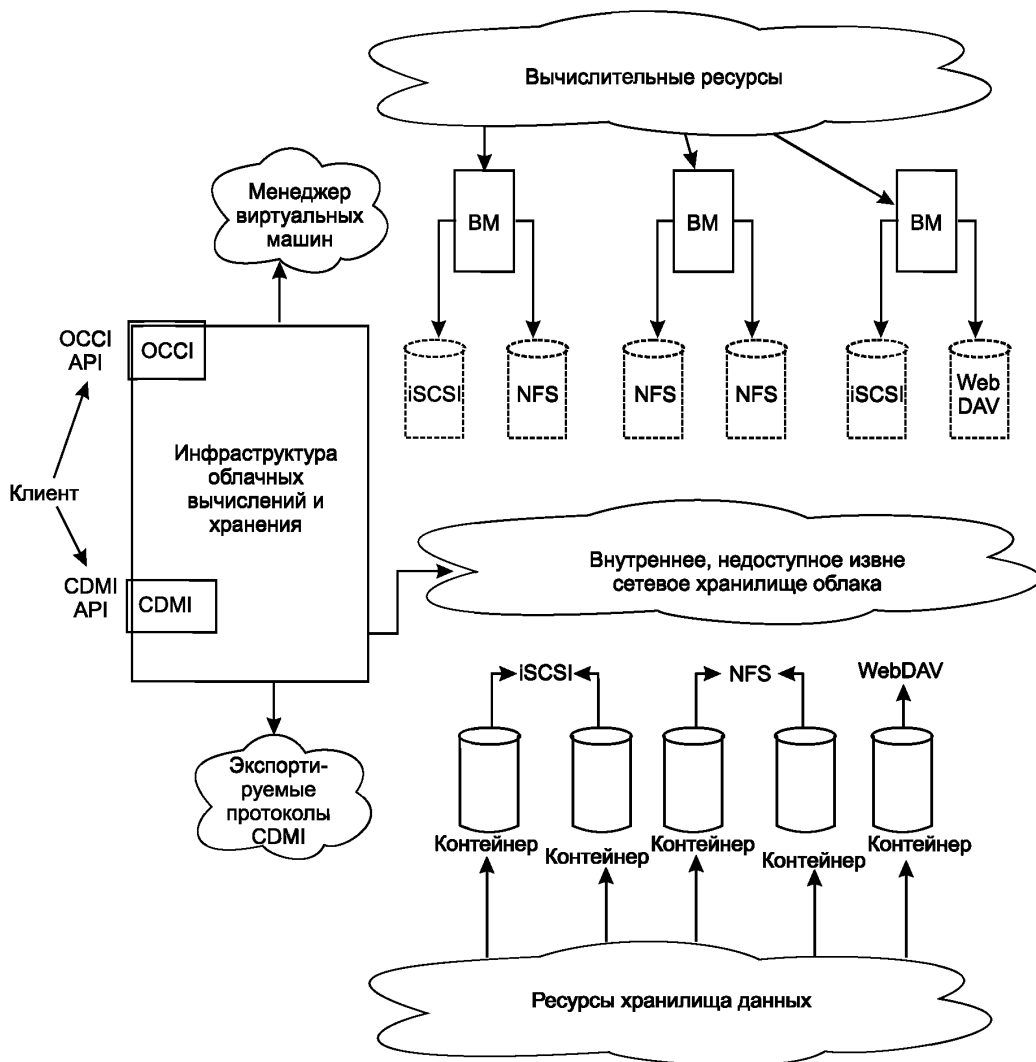 Вычислительные ресурсы
Менеджер
виртуальных
машин
ВМ
ВМ
ВМ
OCCI
API
OCCI
iSCSI
NFS
NFS
NFS
iSCSI
Web
DAV
Инфраструктура
облачных
вычислений и
хранения
Клиент
Внутреннее, недоступное извне
сетевое хранилище облака
CDMI
API
CDMI
iSCSI
NFS
WebDAV
Экспорти-
руемые
протоколы
CDMI
Контейнер
Контейнер
Контейнер
Контейнер
Контейнер
Ресурсы хранилища данных